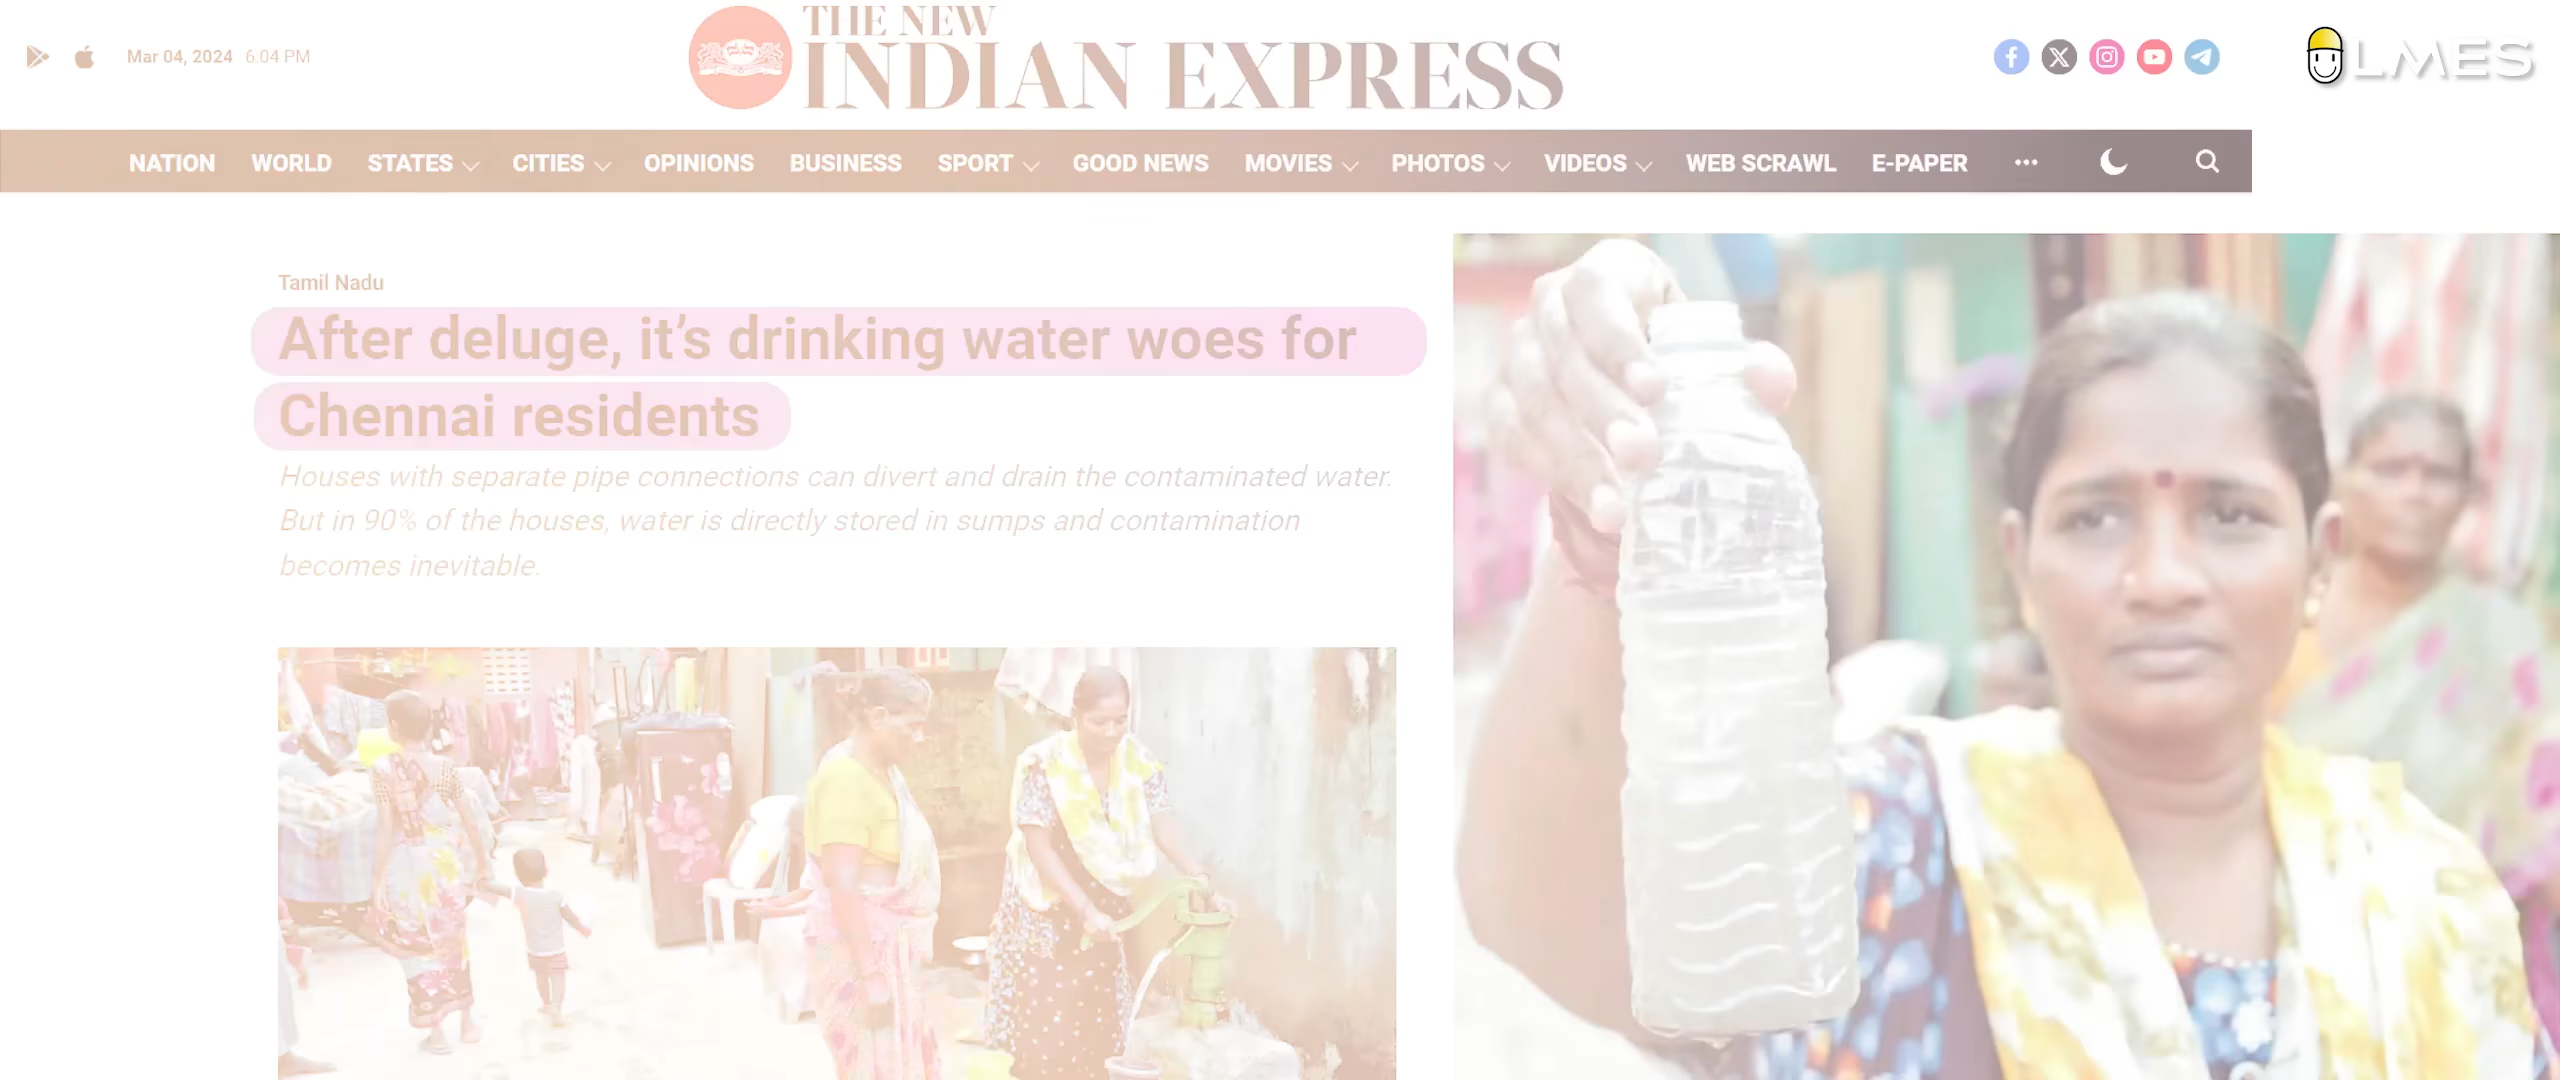 Mar 04, 2024 6:04 PM
THE NEW
INDIAN EXPRESS
LMES
NATION WORLD STATES CITIES OPINIONS BUSINESS SPORT GOOD NEWS MOVIES PHOTOS VIDEOS WEB SCRAWL E-PAPER ...
Tamil Nadu
After deluge, it’s drinking water woes for
Chennai residents
Houses with separate pipe connections can divert and drain the contaminated water.
But in 90% of the houses, water is directly stored in sumps and contamination
becomes inevitable.